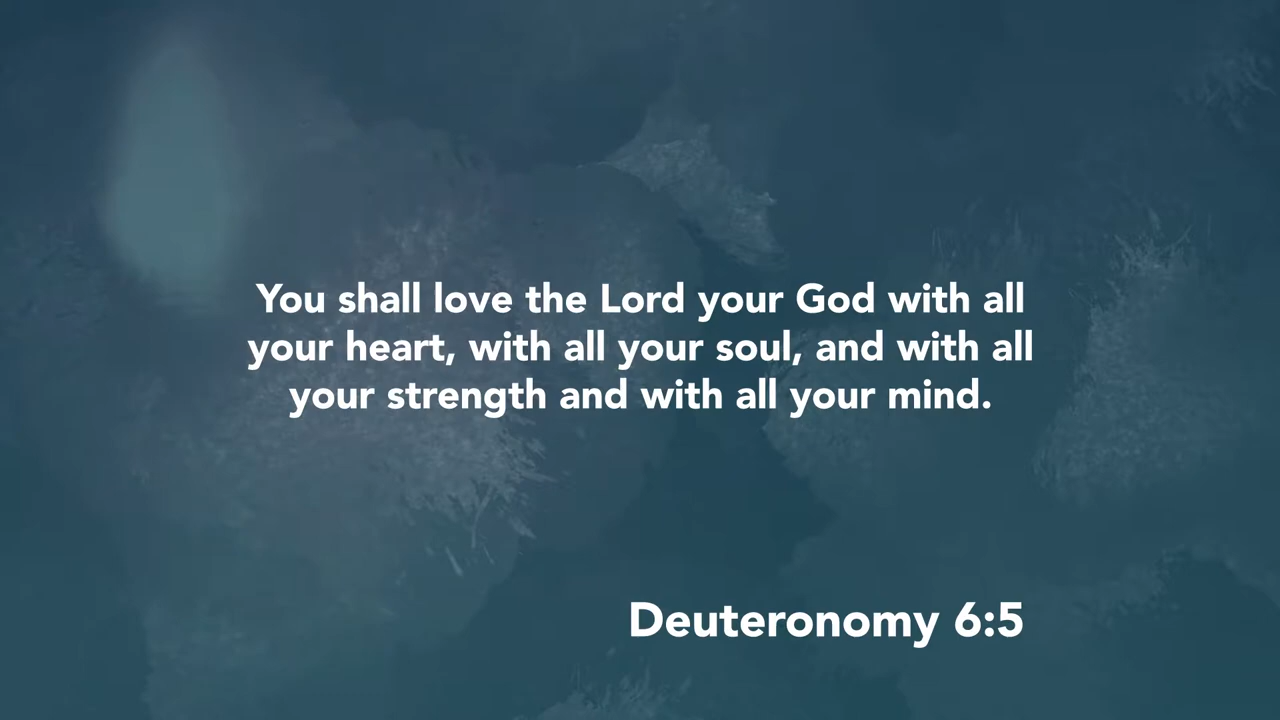 You shall love the Lord your God with all
your heart, with all your soul, and with all
your strength and with all your mind.
Deuteronomy 6:5